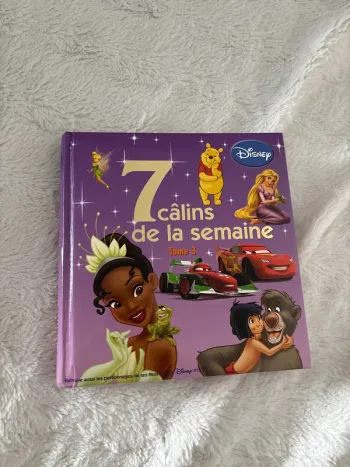 Disney
7
câlins
de la semaine
Tome 3